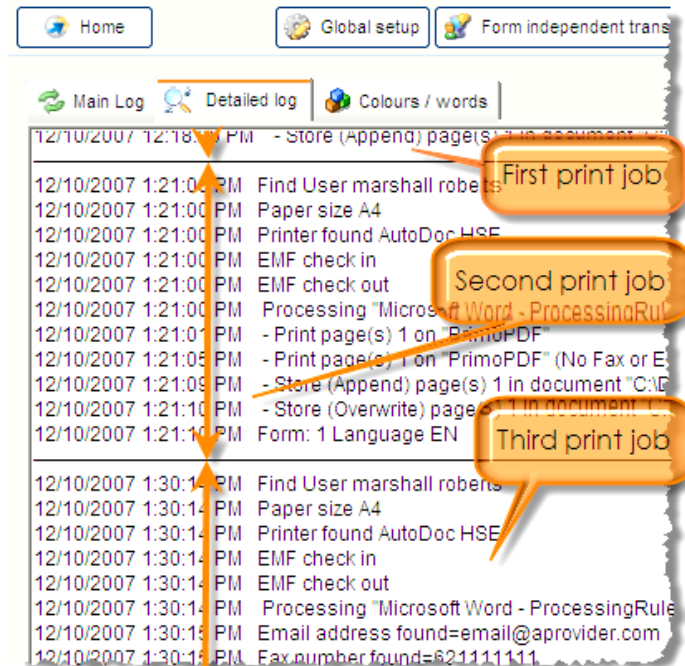 Home
Global setup
Form independent trans
Main Log
Detailed log
Colours / words
12/10/2007 12:18: PM - Store (Append) page(s) 1 in document
First print job
12/10/2007 1:21:00 PM Find User marshall roberts
12/10/2007 1:21:00 PM Paper size A4
12/10/2007 1:21:00 PM Printer found AutoDoc HSE
12/10/2007 1:21:00 PM EMF check in
12/10/2007 1:21:00 PM EMF check out
Second print job
12/10/2007 1:21:00 PM Processing "Microsoft Word - ProcessingRul
12/10/2007 1:21:01 PM - Print page(s) 1 on "PrimoPDF"
12/10/2007 1:21:05 PM - Print page(s) 1 on "PrimoPDF" (No Fax or E
12/10/2007 1:21:09 PM - Store (Append) page(s) 1 in document "C:\D
12/10/2007 1:21:10 PM - Store (Overwrite) page(s) 1 in document
12/10/2007 1:21:10 PM Form: 1 Language EN
Third print job
12/10/2007 1:30:14 PM Find User marshall roberts
12/10/2007 1:30:14 PM Paper size A4
12/10/2007 1:30:14 PM Printer found AutoDoc HSE
12/10/2007 1:30:14 PM EMF check in
12/10/2007 1:30:14 PM EMF check out
12/10/2007 1:30:14 PM Processing "Microsoft Word - ProcessingRule
12/10/2007 1:30:15 PM Email address found=email@aprovider.com
12/10/2007 1:30:16 PM Fax number found=621111111